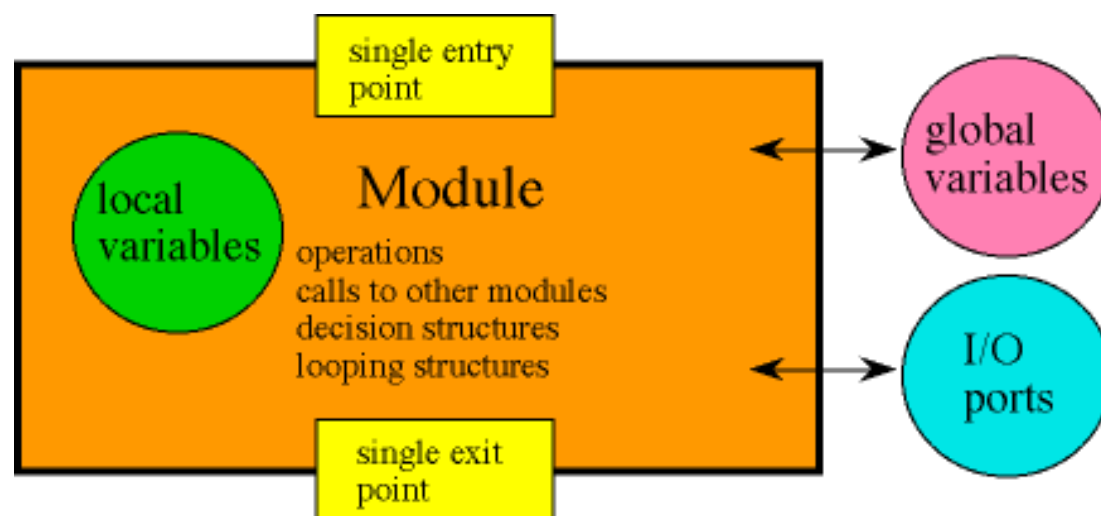 single entry
point
global
variables
Module
local
variables
operations
calls to other modules
decision structures
looping structures
I/O
ports
single exit
point